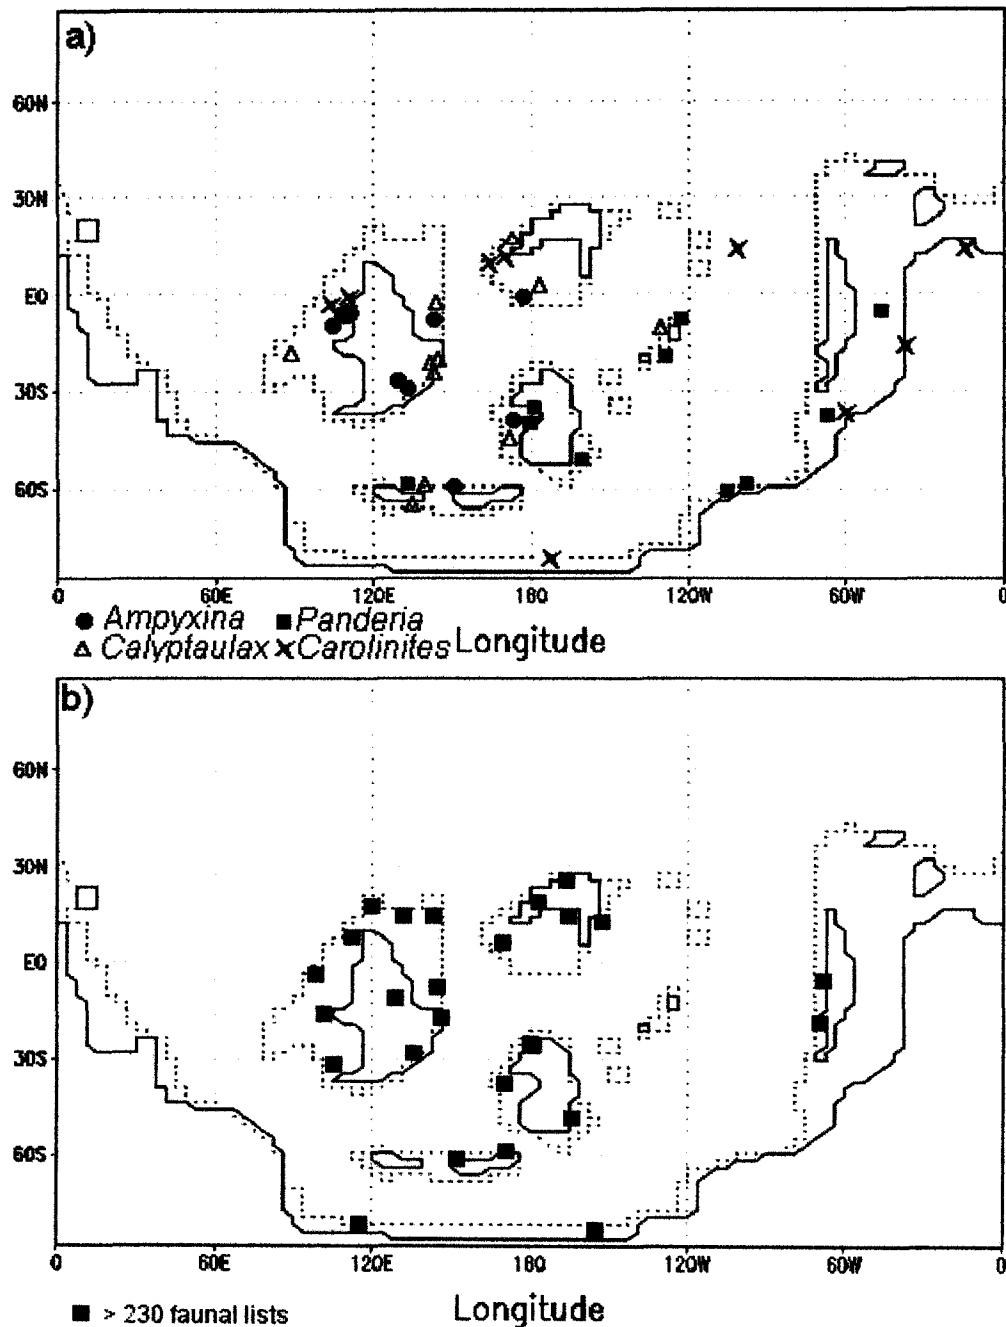 a)
60N
30N
EQ
30S
60S
0 60E 120E 180 120W 60W 0
● Ampyxina ■ Panderia
△ Calyptaulax ✕ Carolinites
Longitude
b)
60N
30N
EQ
30S
60S
0 60E 120E 180 120W 60W 0
■ > 230 faunal lists
Longitude